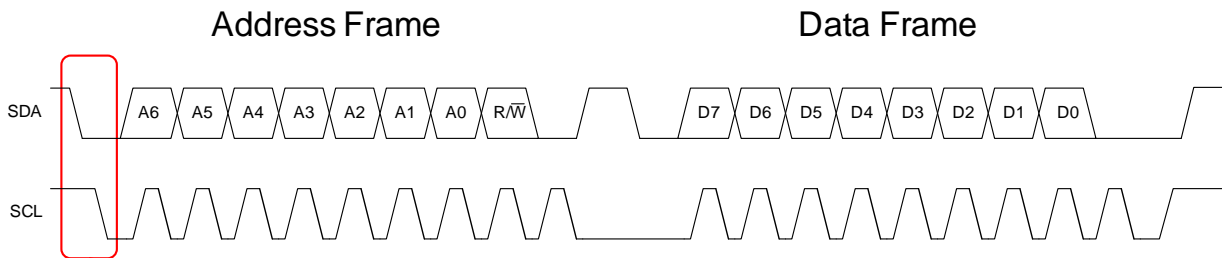 Address Frame Data Frame
SDA A6 A5 A4 A3 A2 A1 A0 R/W̅ D7 D6 D5 D4 D3 D2 D1 D0
SCL